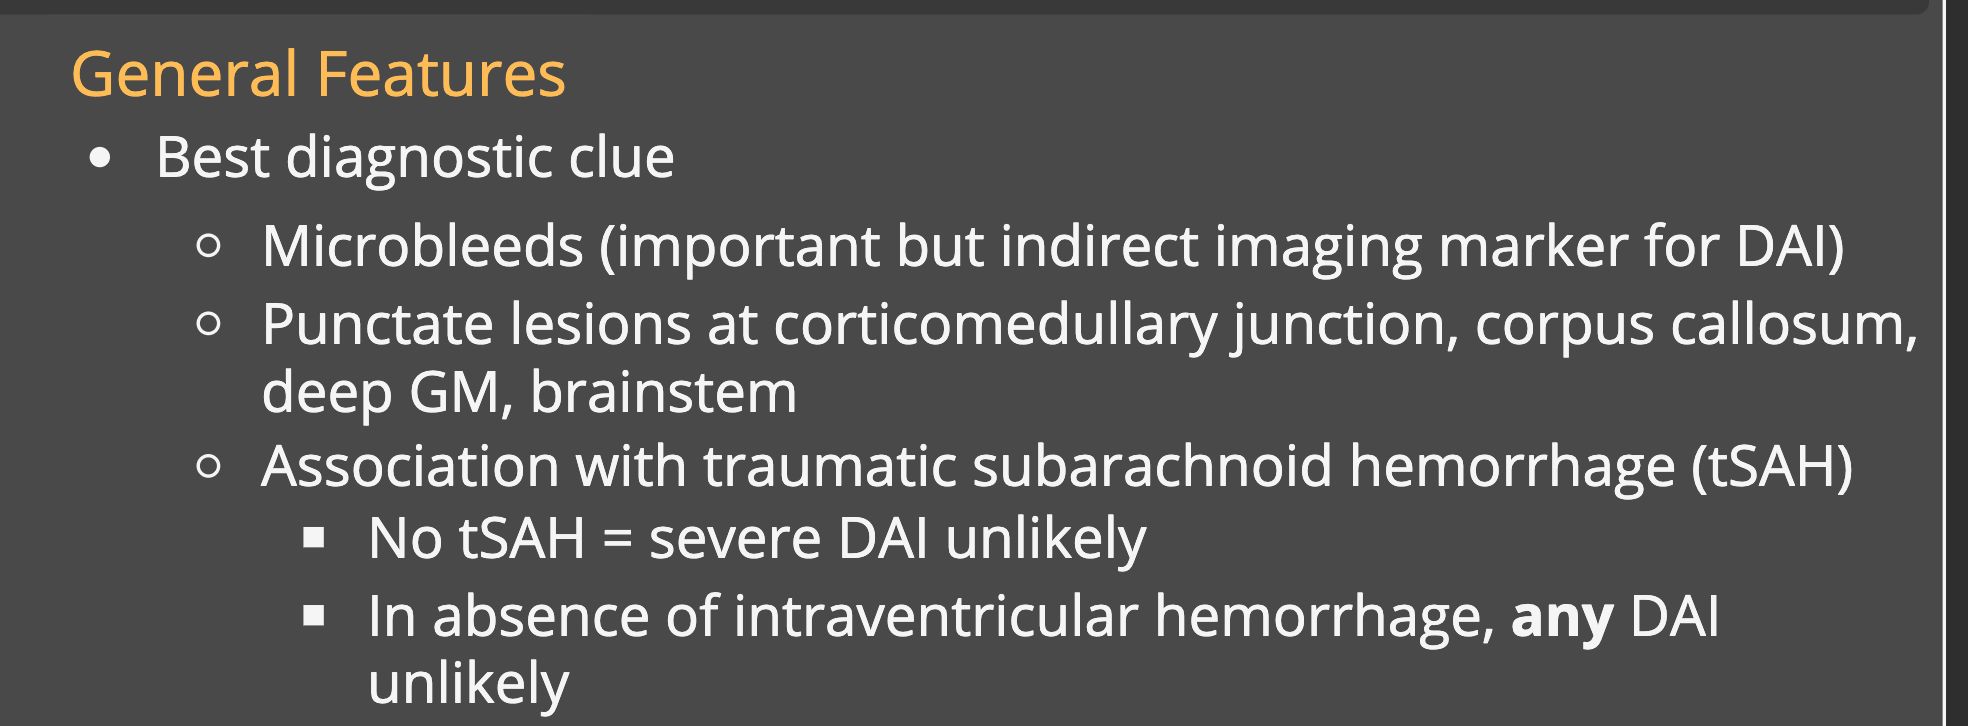 General Features
• Best diagnostic clue
○ Microbleeds (important but indirect imaging marker for DAI)
○ Punctate lesions at corticomedullary junction, corpus callosum,
deep GM, brainstem
○ Association with traumatic subarachnoid hemorrhage (tSAH)
▪ No tSAH = severe DAI unlikely
▪ In absence of intraventricular hemorrhage, any DAI
unlikely